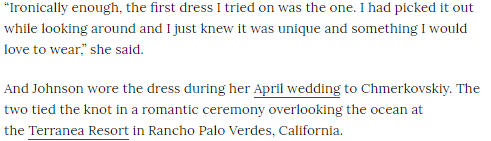 “Ironically enough, the first dress I tried on was the one. I had picked it out
while looking around and I just knew it was unique and something I would
love to wear,” she said.
And Johnson wore the dress during her April wedding to Chmerkovskiy. The
two tied the knot in a romantic ceremony overlooking the ocean at
the Terranea Resort in Rancho Palo Verdes, California.